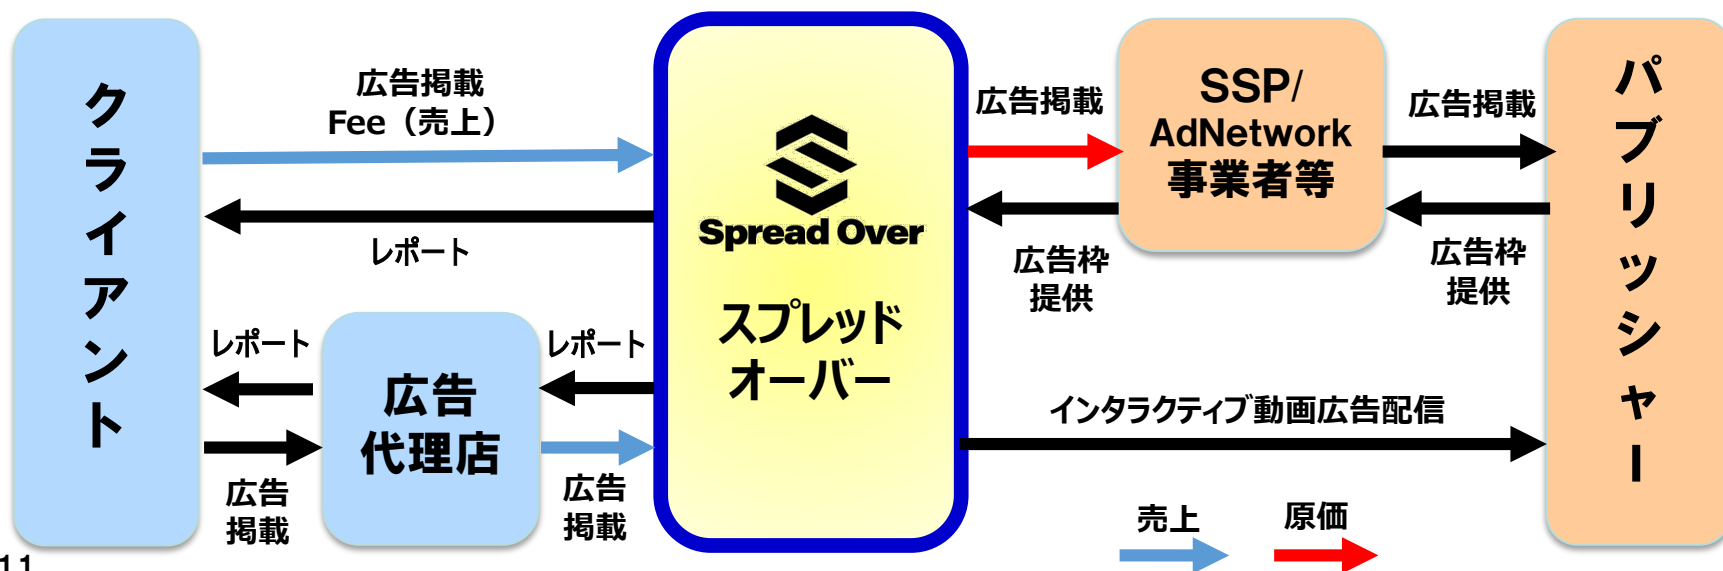 クライアント
広告掲載
Fee（売上）
レポート
レポート
広告
代理店
レポート
広告
掲載
広告
掲載
Spread Over
スプレッド
オーバー
広告掲載
広告枠
提供
SSP/
AdNetwork
事業者等
広告掲載
広告枠
提供
インタラクティブ動画広告配信
パブリッシャー
売上
原価
11